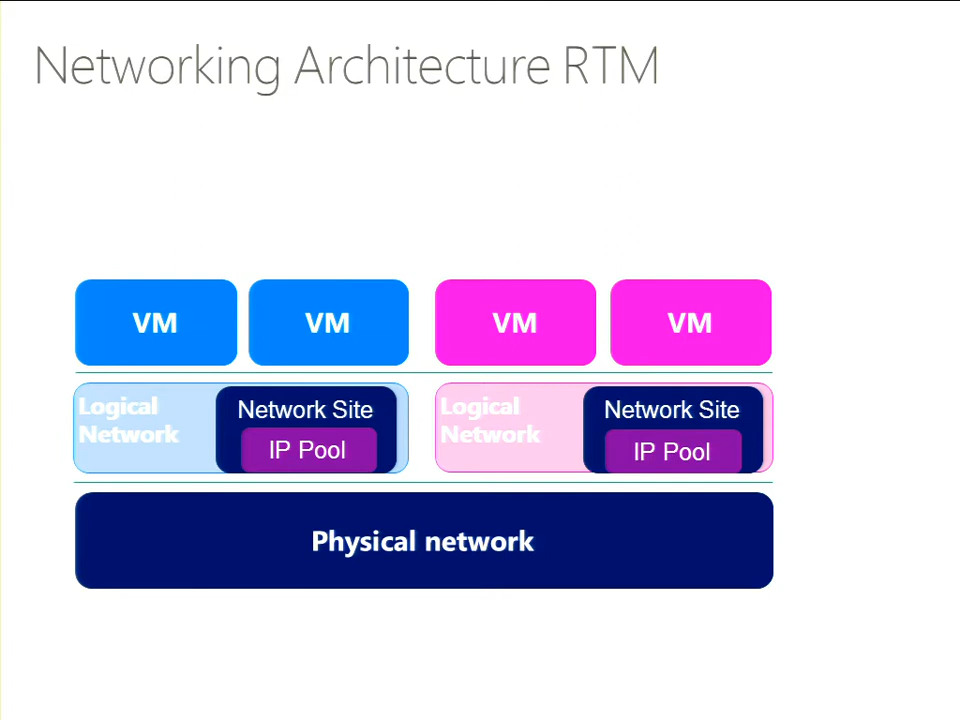 Networking Architecture RTM
VM
VM
VM
VM
Logical
Network
Network Site
IP Pool
Logical
Network
Network Site
IP Pool
Physical network